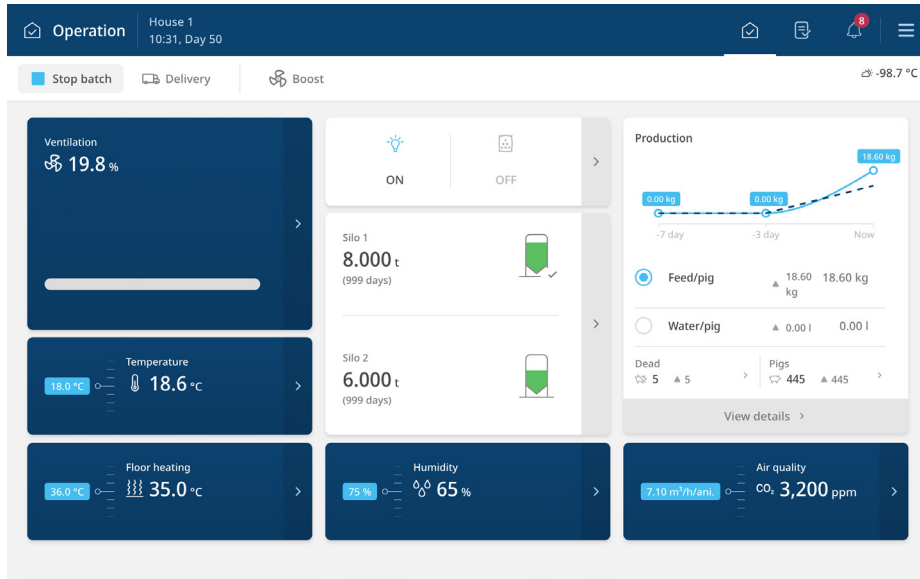 Operation
House 1
10:31, Day 50
8
Stop batch
Delivery
Boost
-98.7 °C
Ventilation
19.8 %
ON
OFF
Silo 1
8.000 t
(999 days)
Silo 2
6.000 t
(999 days)
Production
18.60 kg
0.00 kg
0.00 kg
-7 day
-3 day
Now
Feed/pig
▲ 18.60 kg
18.60 kg
Water/pig
▲ 0.00 l
0.00 l
Dead
5 ▲ 5
Pigs
445 ▲ 445
View details
Temperature
18.0 °C
18.6 °C
Floor heating
36.0 °C
35.0 °C
Humidity
75 %
65 %
Air quality
7.10 m³/h/ani.
CO₂ 3,200 ppm